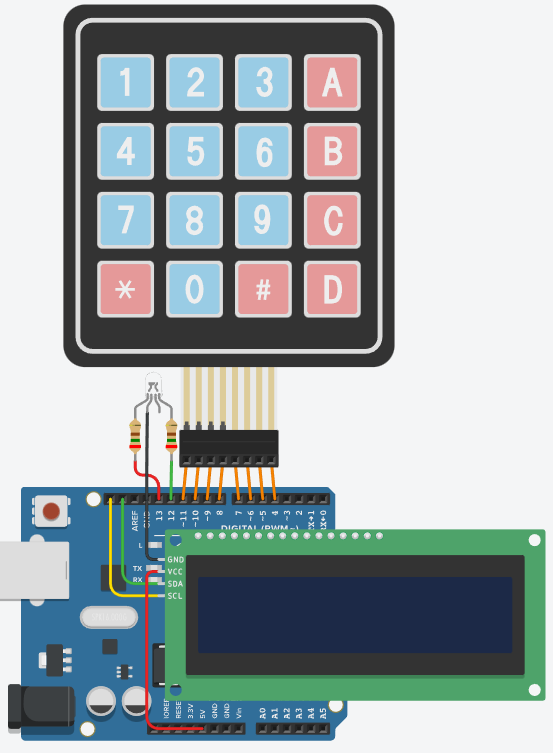 1 2 3 A
4 5 6 B
7 8 9 C
* 0 # D
AREF
13
12
~11
~10
~9
8
7
~6
~5
4
~3
2
DIGITAL (PWM~)
L
TX
RX
GND
VCC
SDA
SCL
IOREF
RESE
3.3V
5V
GND
GND
Vin
A0
A1
A2
A3
A4
A5